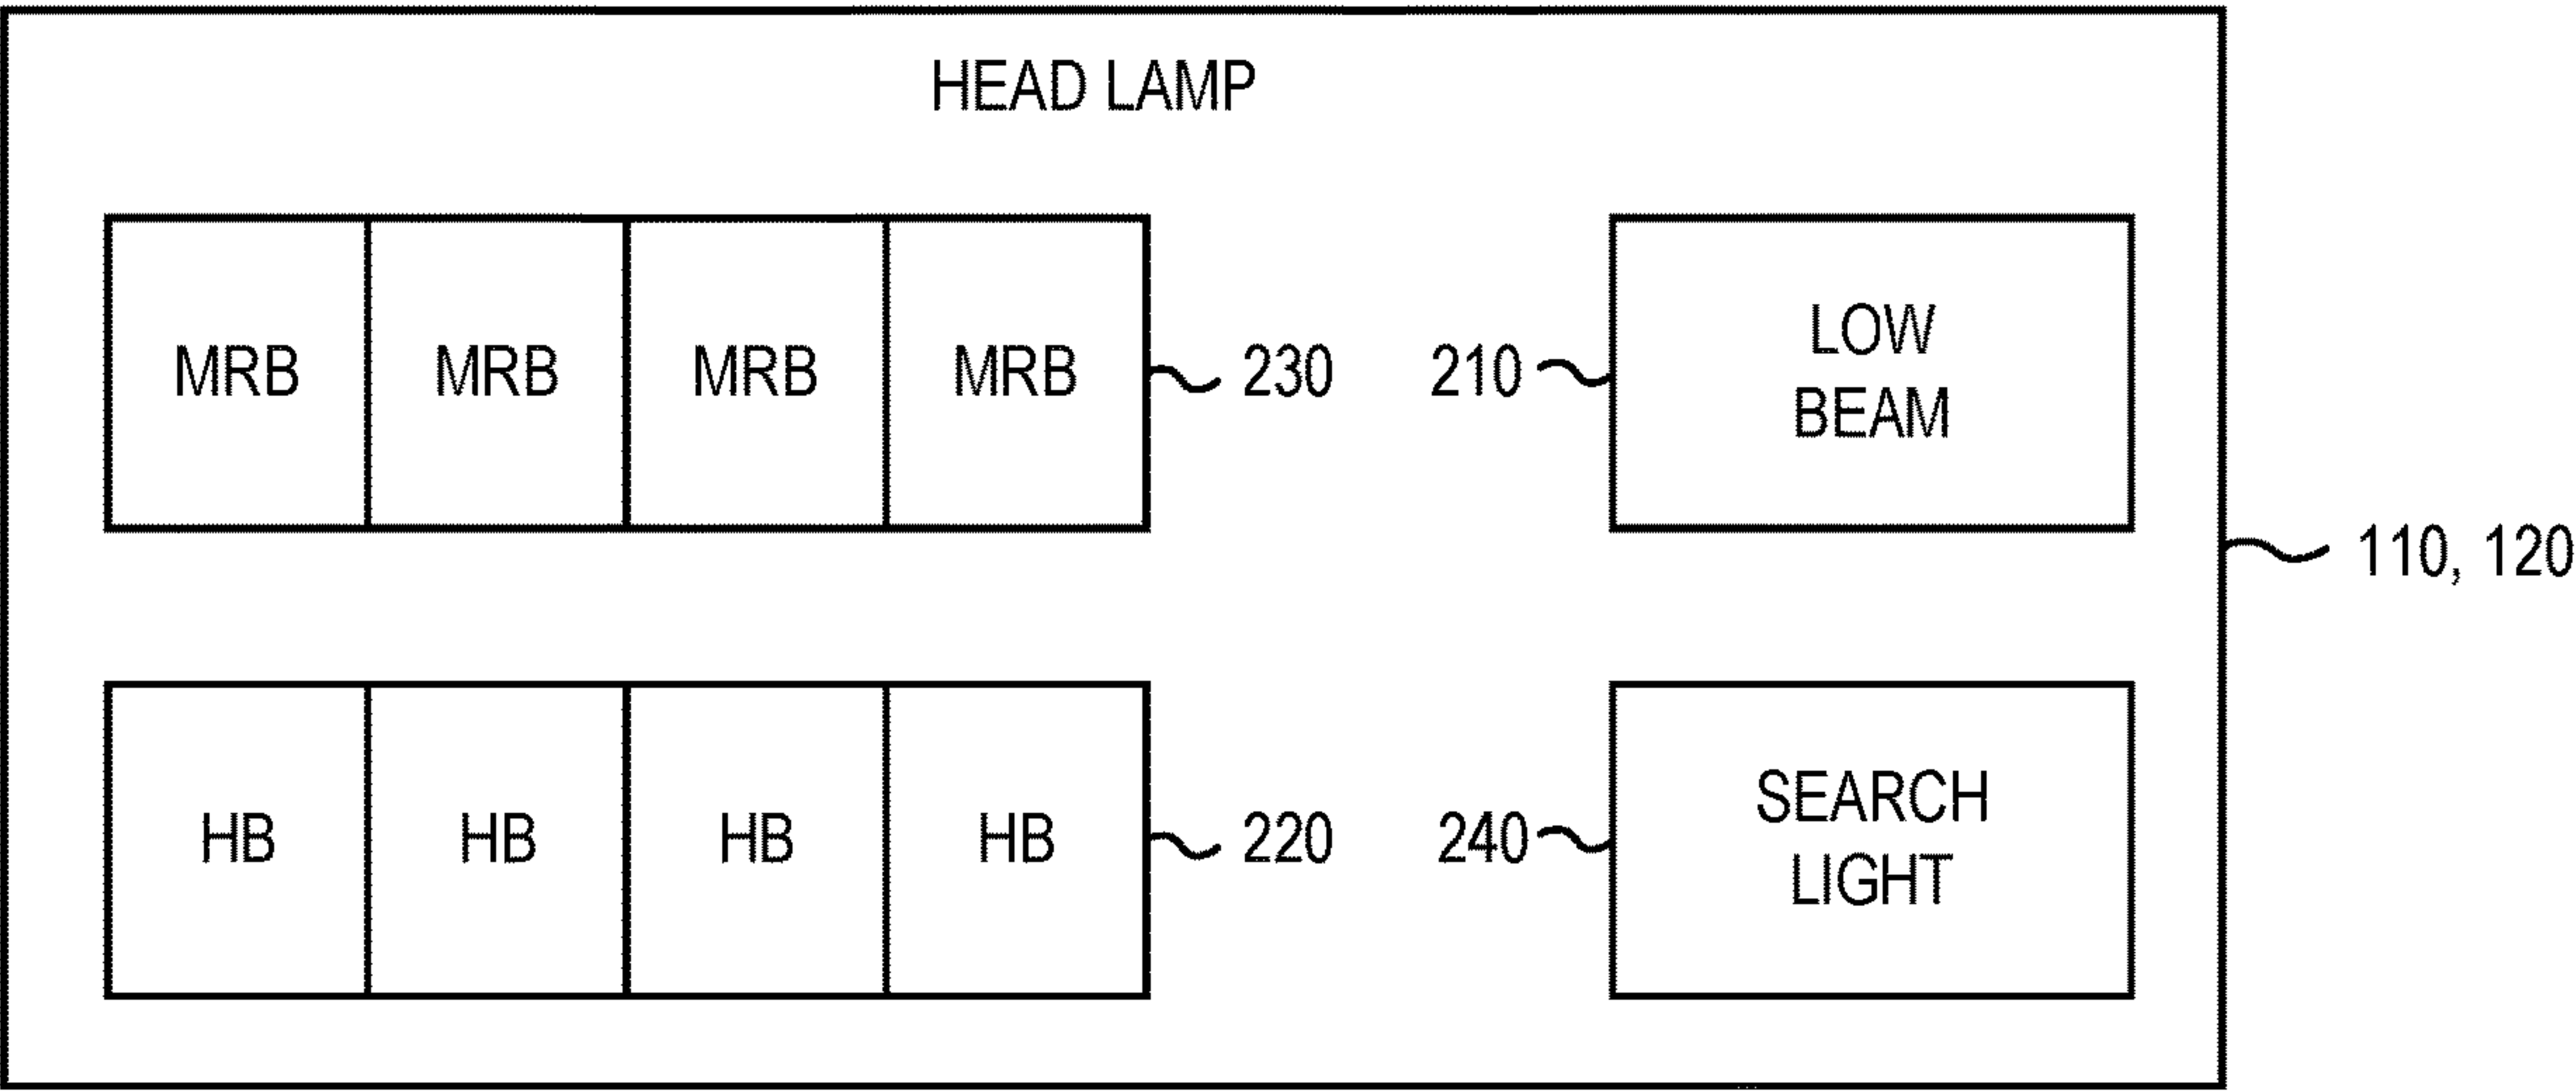 HEAD LAMP
MRB MRB MRB MRB 230 210 LOW
BEAM
110, 120
HB HB HB HB 220 240 SEARCH
LIGHT